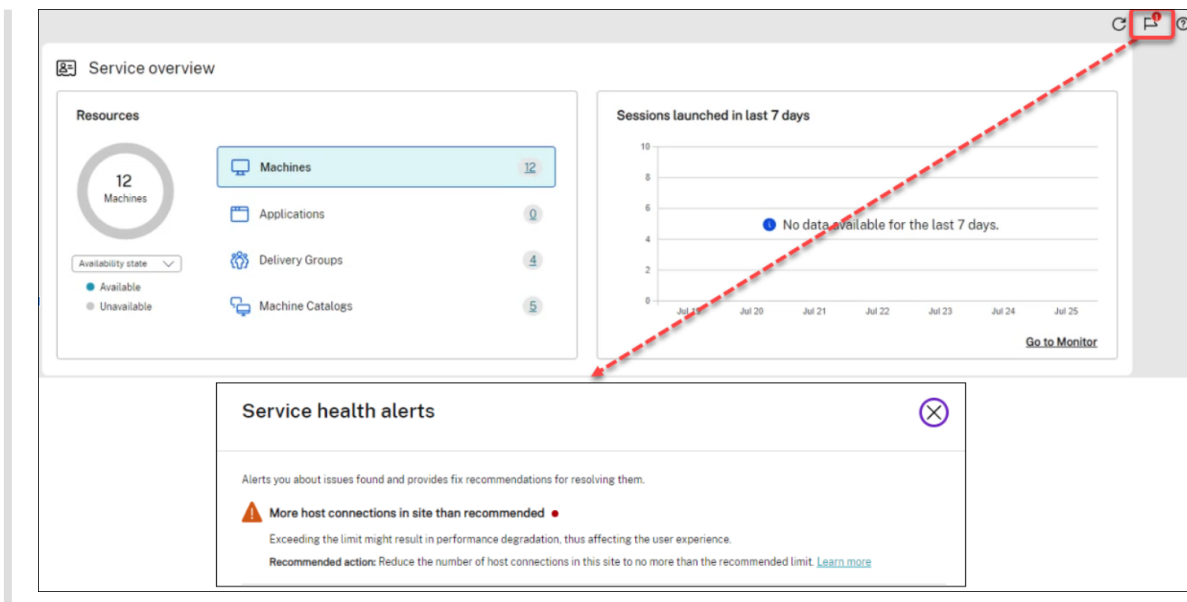 1
Service overview
Resources
12
Machines
Availability state
Available
Unavailable
Machines 12
Applications 0
Delivery Groups 4
Machine Catalogs 5
Sessions launched in last 7 days
10
8
6
4
2
0
No data available for the last 7 days.
Jul 19 Jul 20 Jul 21 Jul 22 Jul 23 Jul 24 Jul 25
Go to Monitor
Service health alerts
Alerts you about issues found and provides fix recommendations for resolving them.
More host connections in site than recommended
Exceeding the limit might result in performance degradation, thus affecting the user experience.
Recommended action: Reduce the number of host connections in this site to no more than the recommended limit. Learn more